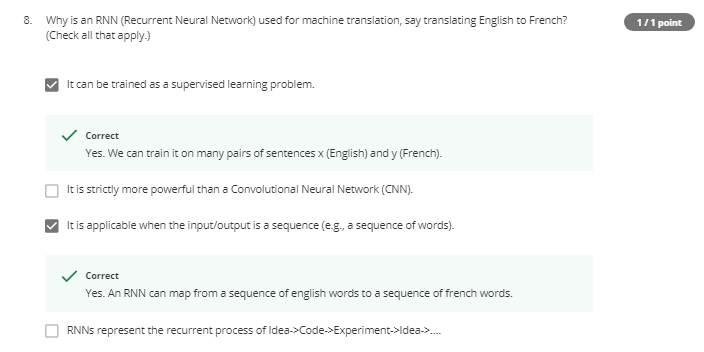 8. Why is an RNN (Recurrent Neural Network) used for machine translation, say translating English to French?
1 / 1 point
(Check all that apply.)
It can be trained as a supervised learning problem.
Correct
Yes. We can train it on many pairs of sentences x (English) and y (French).
It is strictly more powerful than a Convolutional Neural Network (CNN).
It is applicable when the input/output is a sequence (e.g., a sequence of words).
Correct
Yes. An RNN can map from a sequence of english words to a sequence of french words.
RNNs represent the recurrent process of Idea->Code->Experiment->Idea->....